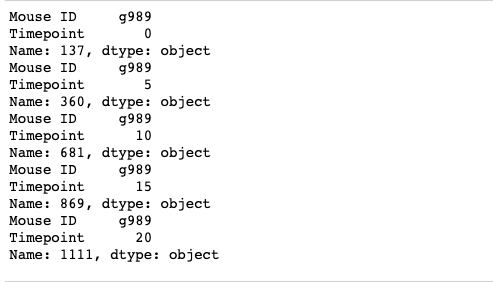 Mouse ID     g989
Timepoint       0
Name: 137, dtype: object
Mouse ID     g989
Timepoint       5
Name: 360, dtype: object
Mouse ID     g989
Timepoint      10
Name: 681, dtype: object
Mouse ID     g989
Timepoint      15
Name: 869, dtype: object
Mouse ID     g989
Timepoint      20
Name: 1111, dtype: object